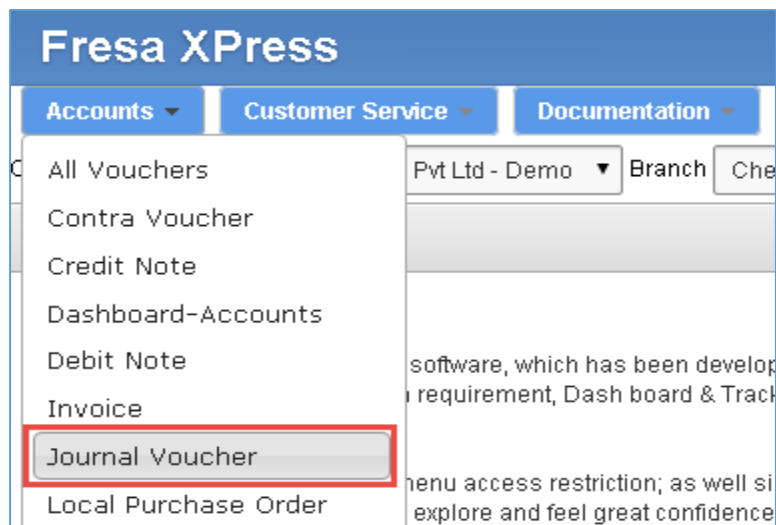 Fresa XPress
Accounts Customer Service Documentation
Pvt Ltd - Demo Branch Che
All Vouchers
Contra Voucher
Credit Note
Dashboard-Accounts
Debit Note
software, which has been develop
Invoice
requirement, Dash board & Track
Journal Voucher
menu access restriction; as well si
Local Purchase Order
explore and feel great confidence